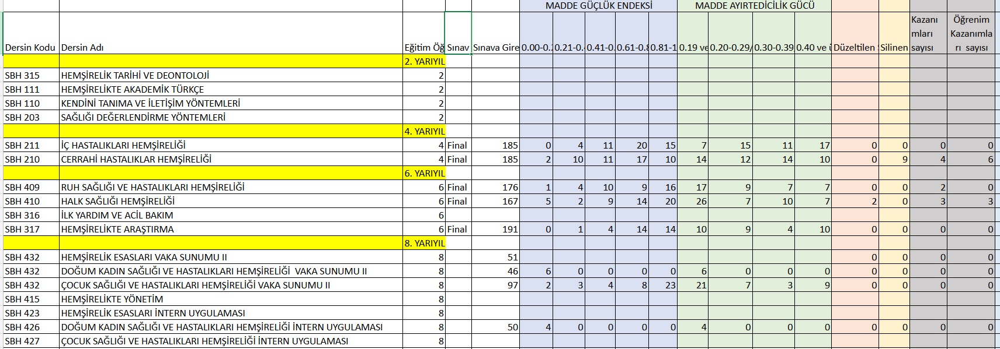 MADDE GÜÇLÜK ENDEKSİ MADDE AYIRTEDİCİLİK GÜCÜ
Dersin Kodu Dersin Adı Eğitim Öğ Sınav Sınava Gire 0.00-0.2 0.21-0. 0.41-0. 0.61-0.8 0.81-1 0.19 ve 0.20-0.29/ 0.30-0.39 0.40 ve ü Düzeltilen Silinen Kazanı mları sayısı Öğrenim Kazanımla rı sayısı
2. YARIYIL
SBH 315 HEMŞİRELİK TARİHİ VE DEONTOLOJİ 2
SBH 111 HEMŞİRELİKTE AKADEMİK TÜRKÇE 2
SBH 110 KENDİNİ TANIMA VE İLETİŞİM YÖNTEMLERİ 2
SBH 203 SAĞLIĞI DEĞERLENDİRME YÖNTEMLERİ 2
4. YARIYIL
SBH 211 İÇ HASTALIKLARI HEMŞİRELİĞİ 4 Final 185 0 4 11 20 15 7 15 11 17 0 0 0 0
SBH 210 CERRAHİ HASTALIKLAR HEMŞİRELİĞİ 4 Final 185 2 10 11 17 10 14 12 14 10 0 9 4 6
6. YARIYIL
SBH 409 RUH SAĞLIĞI VE HASTALIKLARI HEMŞİRELİĞİ 6 Final 176 1 4 10 9 16 17 9 7 7 0 0 2 0
SBH 410 HALK SAĞLIĞI HEMŞİRELİĞİ 6 Final 167 5 2 9 14 20 26 7 10 7 2 0 3 3
SBH 316 İLK YARDIM VE ACİL BAKIM 6
SBH 317 HEMŞİRELİKTE ARAŞTIRMA 6 Final 191 0 1 4 14 14 10 9 4 10 0 0 0 0
8. YARIYIL
SBH 432 HEMŞİRELİK ESASLARI VAKA SUNUMU II 8 51 0 0 0 0
SBH 432 DOĞUM KADIN SAĞLIĞI VE HASTALIKLARI HEMŞİRELİĞİ VAKA SUNUMU II 8 46 6 0 0 0 0 6 0 0 0 0 0 0 0
SBH 432 ÇOCUK SAĞLIĞI VE HASTALIKLARI HEMŞİRELİĞİ VAKA SUNUMU II 8 97 2 3 4 8 23 21 7 3 9 0 0 0 0
SBH 415 HEMŞİRELİKTE YÖNETİM 8
SBH 423 HEMŞİRELİK ESASLARI İNTERN UYGULAMASI 8
SBH 426 DOĞUM KADIN SAĞLIĞI VE HASTALIKLARI HEMŞİRELİĞİ İNTERN UYGULAMASI 8 50 4 0 0 0 0 4 0 0 0 0 0 0 0
SBH 427 ÇOCUK SAĞLIĞI VE HASTALIKLARI HEMŞİRELİĞİ İNTERN UYGULAMASI 8